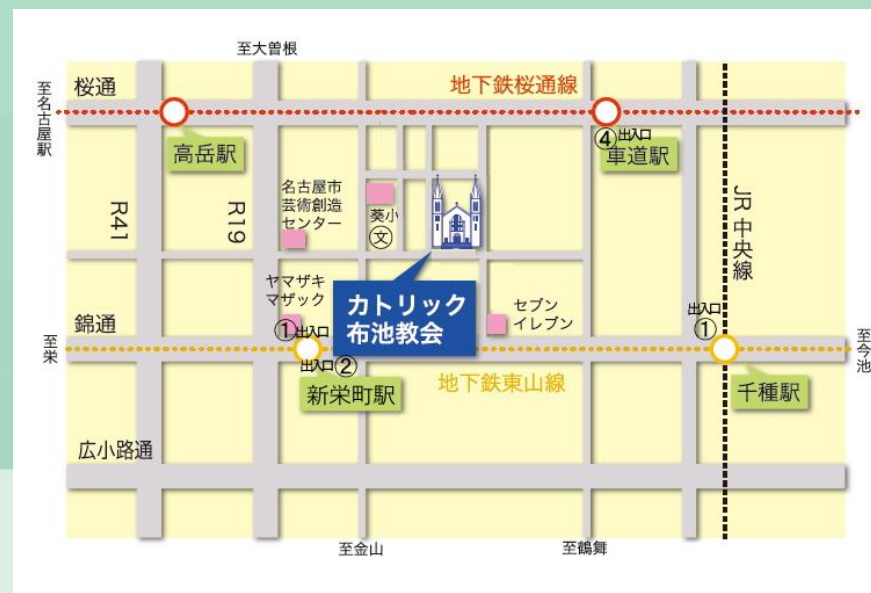 至大曽根
至名古屋駅
桜通
地下鉄桜通線
高岳駅
④出入口
車道駅
R41
R19
名古屋市
芸術創造
センター
葵小
文
JR中央線
ヤマザキ
マザック
カトリック
布池教会
セブン
イレブン
錦通
至栄
①出入口
出入口②
新栄町駅
地下鉄東山線
出入口
①
千種駅
至今池
広小路通
至金山
至鶴舞